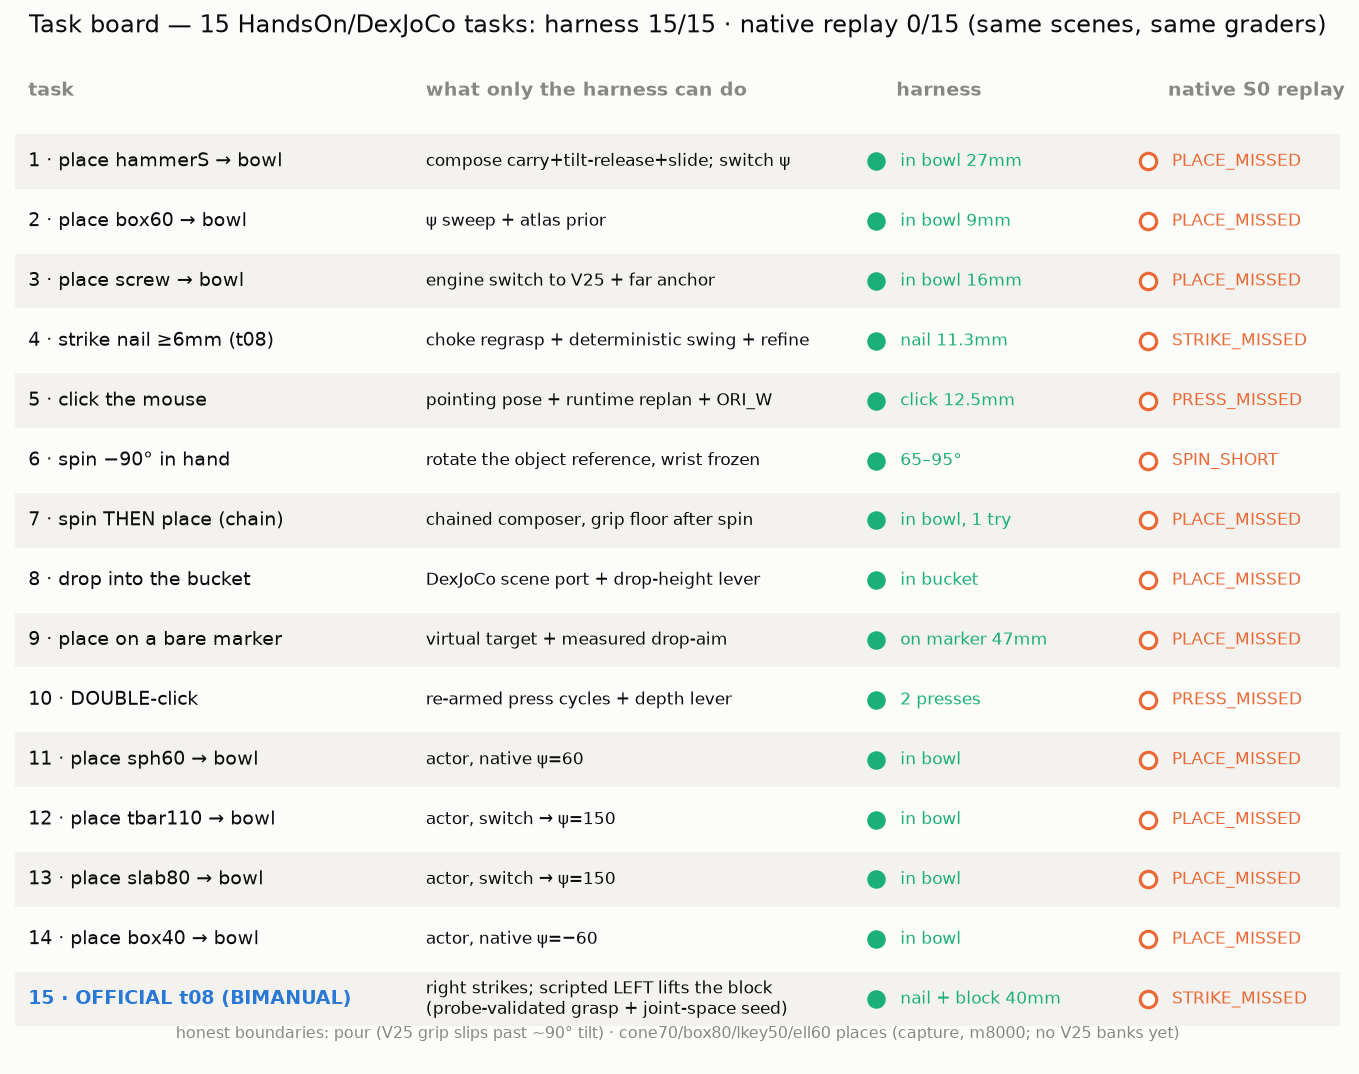 Task board — 15 HandsOn/DexJoCo tasks: harness 15/15 · native replay 0/15 (same scenes, same graders)
task what only the harness can do harness native S0 replay
1 · place hammerS → bowl compose carry+tilt-release+slide; switch ψ in bowl 27mm PLACE_MISSED
2 · place box60 → bowl ψ sweep + atlas prior in bowl 9mm PLACE_MISSED
3 · place screw → bowl engine switch to V25 + far anchor in bowl 16mm PLACE_MISSED
4 · strike nail ≥6mm (t08) choke regrasp + deterministic swing + refine nail 11.3mm STRIKE_MISSED
5 · click the mouse pointing pose + runtime replan + ORI_W click 12.5mm PRESS_MISSED
6 · spin −90° in hand rotate the object reference, wrist frozen 65–95° SPIN_SHORT
7 · spin THEN place (chain) chained composer, grip floor after spin in bowl, 1 try PLACE_MISSED
8 · drop into the bucket DexJoCo scene port + drop-height lever in bucket PLACE_MISSED
9 · place on a bare marker virtual target + measured drop-aim on marker 47mm PLACE_MISSED
10 · DOUBLE-click re-armed press cycles + depth lever 2 presses PRESS_MISSED
11 · place sph60 → bowl actor, native ψ=60 in bowl PLACE_MISSED
12 · place tbar110 → bowl actor, switch → ψ=150 in bowl PLACE_MISSED
13 · place slab80 → bowl actor, switch → ψ=150 in bowl PLACE_MISSED
14 · place box40 → bowl actor, native ψ=−60 in bowl PLACE_MISSED
15 · OFFICIAL t08 (BIMANUAL) right strikes; scripted LEFT lifts the block
(probe-validated grasp + joint-space seed) nail + block 40mm STRIKE_MISSED
honest boundaries: pour (V25 grip slips past ~90° tilt) · cone70/box80/lkey50/ell60 places (capture, m8000; no V25 banks yet)